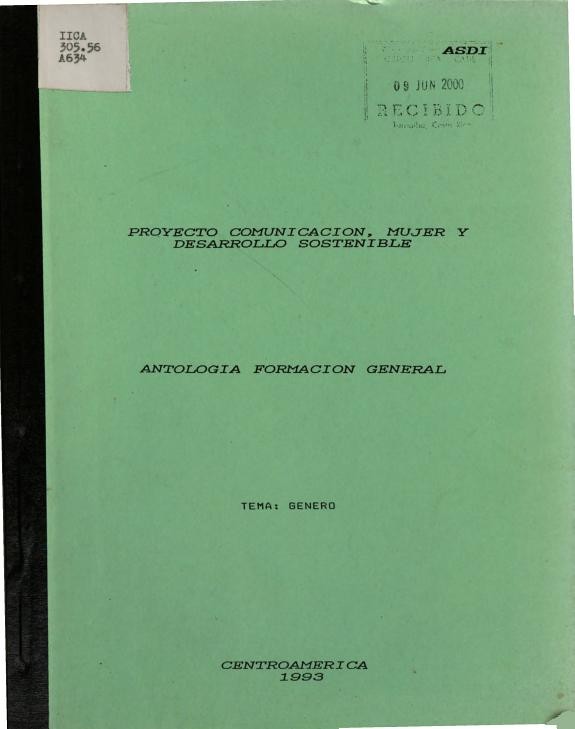 IICA
305.56
A634
ASDI
09 JUN 2000
RECIBIDO
PROYECTO COMUNICACION, MUJER Y
DESARROLLO SOSTENIBLE
ANTOLOGIA FORMACION GENERAL
TEMA: GENERO
CENTROAMERICA
1993